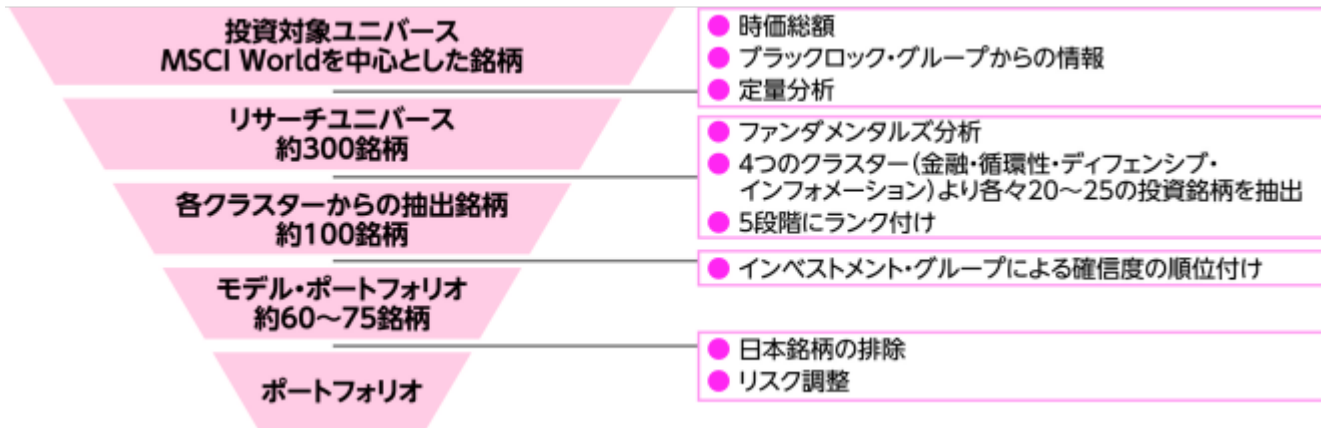 投資対象ユニバース
MSCI Worldを中心とした銘柄
● 時価総額
● ブラックロック・グループからの情報
● 定量分析
リサーチユニバース
約300銘柄
● ファンダメンタルズ分析
● 4つのクラスター(金融・循環性・ディフェンシブ・
インフォメーション)より各々20～25の投資銘柄を抽出
● 5段階にランク付け
各クラスターからの抽出銘柄
約100銘柄
● インベストメント・グループによる確信度の順位付け
モデル・ポートフォリオ
約60～75銘柄
● 日本銘柄の排除
● リスク調整
ポートフォリオ